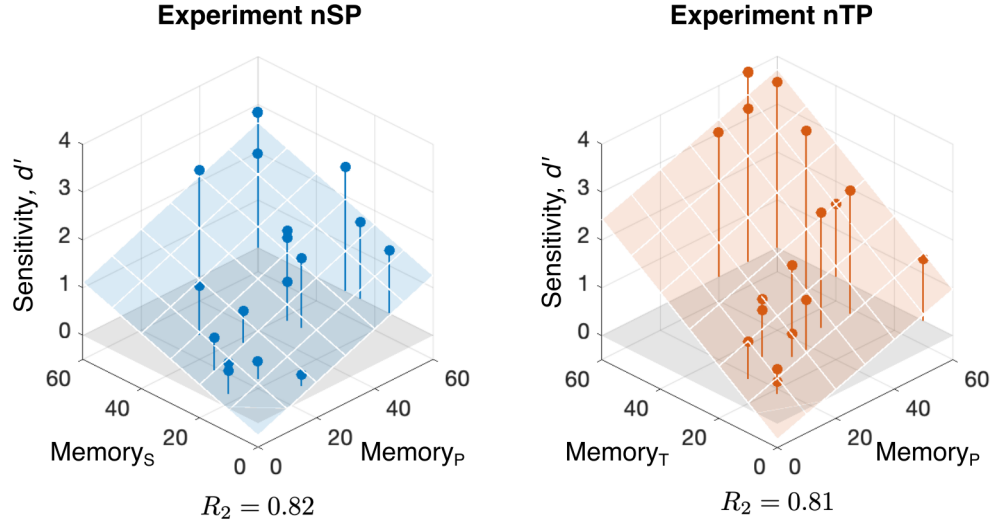 Experiment nSP
Experiment nTP
Sensitivity, d′
4
3
2
1
0
60
40
20
0
0
20
40
60
Memory_S
Memory_P
R_2 = 0.82
Sensitivity, d′
4
3
2
1
0
60
40
20
0
0
20
40
60
Memory_T
Memory_P
R_2 = 0.81